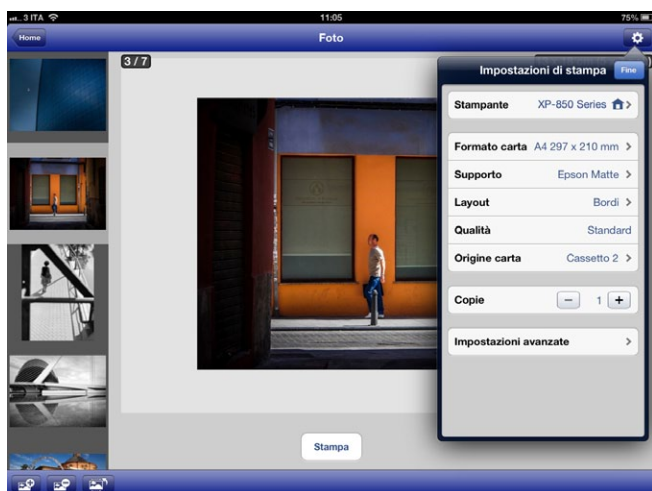 3 ITA
11:05
75%
Home
Foto
3 / 7
Impostazioni di stampa
Fine
Stampante XP-850 Series
Formato carta A4 297 x 210 mm
Supporto Epson Matte
Layout Bordi
Qualità Standard
Origine carta Cassetto 2
Copie 1
Impostazioni avanzate
Stampa